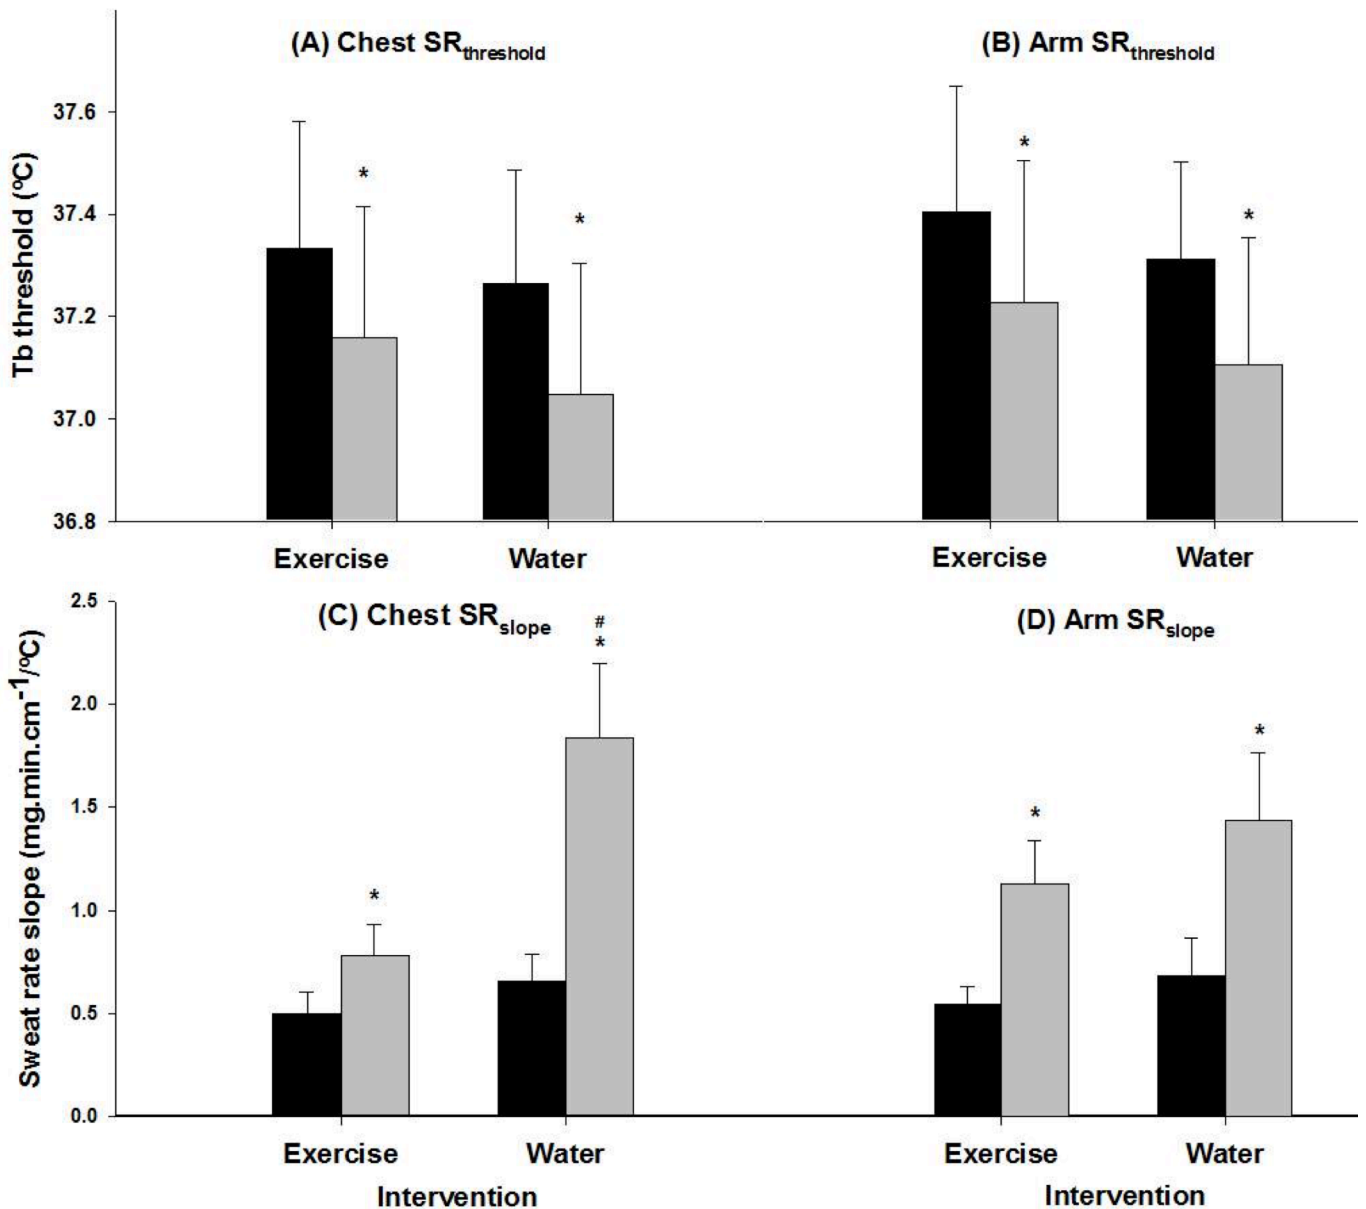 (A) Chest SRthreshold
(B) Arm SRthreshold
Tb threshold (ºC)
37.6
37.4
37.2
37.0
36.8
*
*
*
*
Exercise
Water
Exercise
Water
(C) Chest SRslope
(D) Arm SRslope
Sweat rate slope (mg.min.cm-1/ºC)
2.5
2.0
1.5
1.0
0.5
0.0
*
#
*
*
*
Exercise
Water
Exercise
Water
Intervention
Intervention